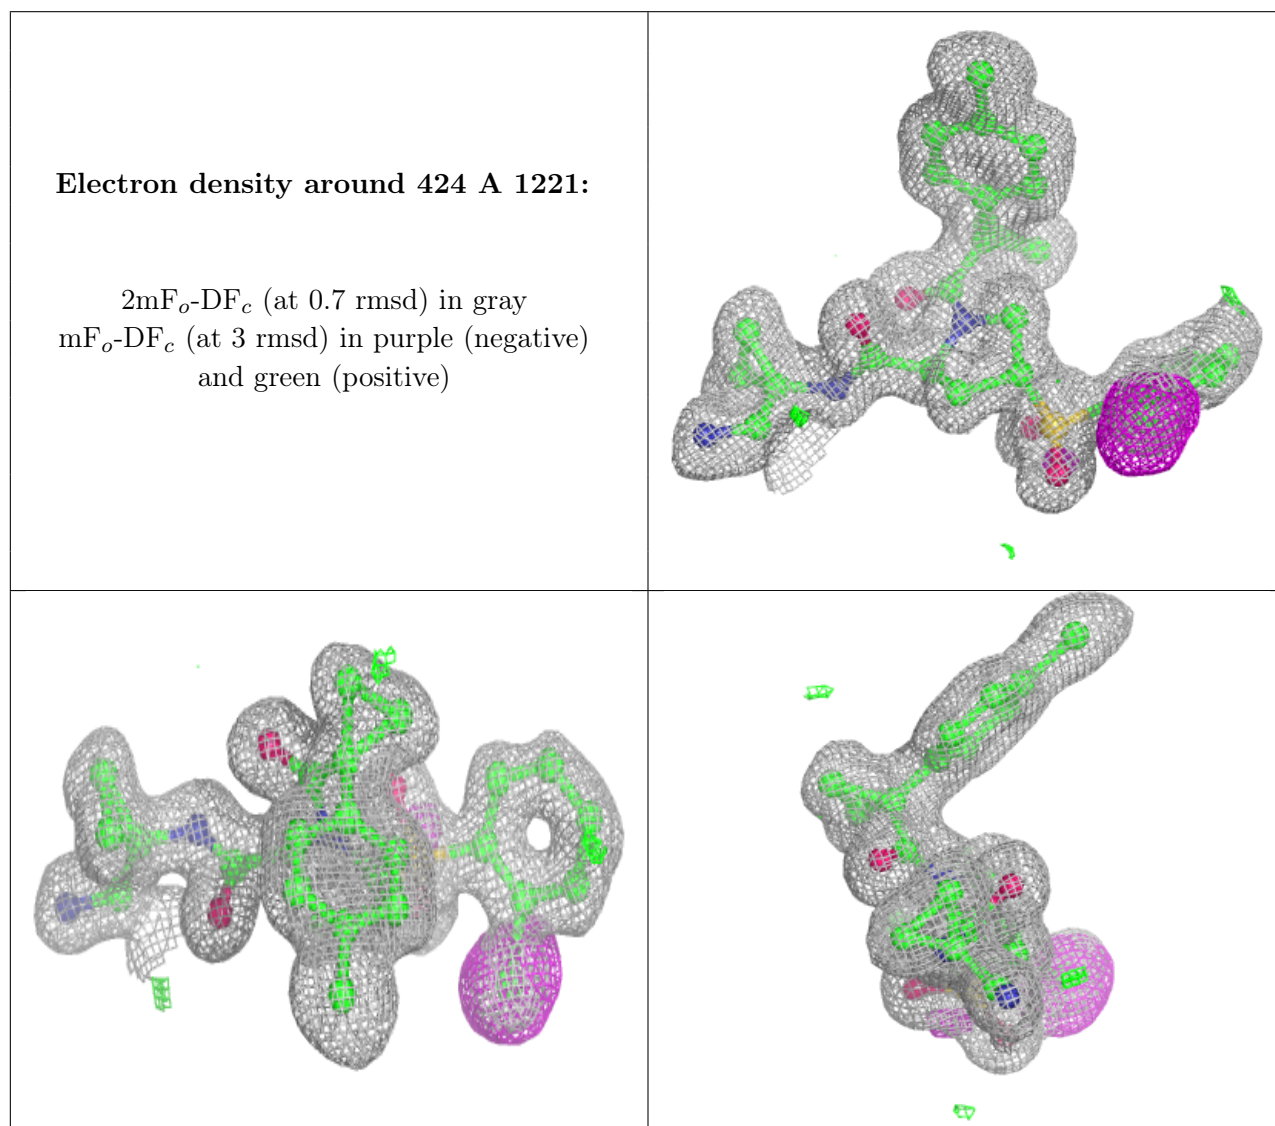 Electron density around 424 A 1221:
2mFo-DFc (at 0.7 rmsd) in gray
mFo-DFc (at 3 rmsd) in purple (negative)
and green (positive)